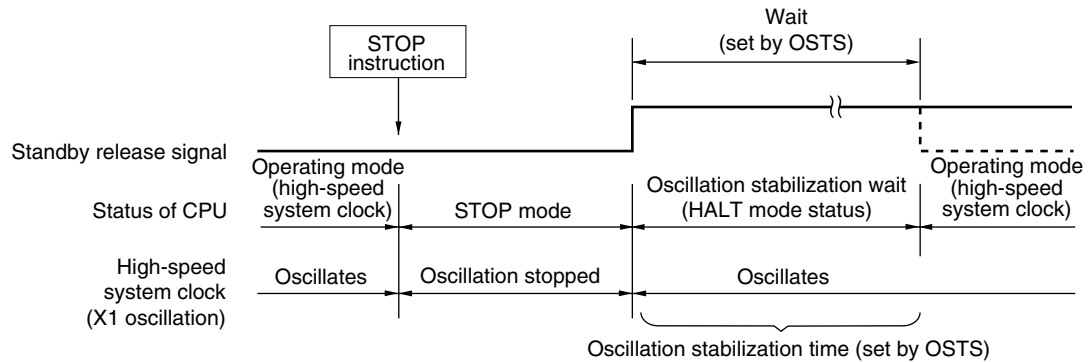 Wait
(set by OSTS)
STOP
instruction
Standby release signal
Operating mode
(high-speed
system clock)
Operating mode
(high-speed
system clock)
Status of CPU
STOP mode
Oscillation stabilization wait
(HALT mode status)
High-speed
system clock
(X1 oscillation)
Oscillates
Oscillation stopped
Oscillates
Oscillation stabilization time (set by OSTS)